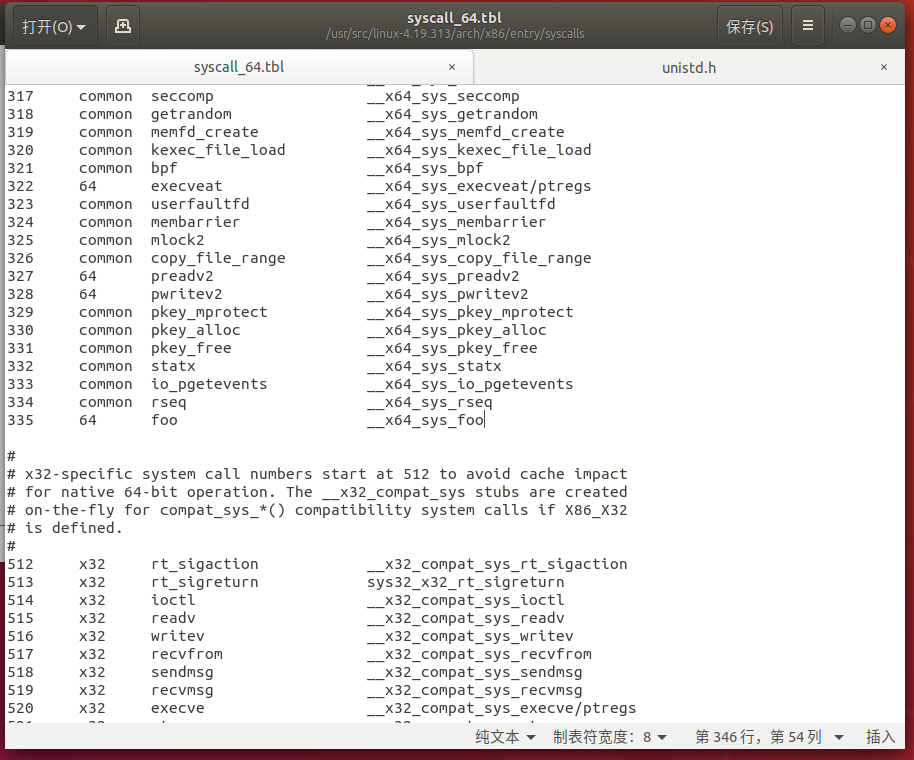 打开(O)
syscall_64.tbl
/usr/src/linux-4.19.313/arch/x86/entry/syscalls
保存(S)
syscall_64.tbl ×
unistd.h ×
317 common seccomp __x64_sys_seccomp
318 common getrandom __x64_sys_getrandom
319 common memfd_create __x64_sys_memfd_create
320 common kexec_file_load __x64_sys_kexec_file_load
321 common bpf __x64_sys_bpf
322 64 execveat __x64_sys_execveat/ptregs
323 common userfaultfd __x64_sys_userfaultfd
324 common membarrier __x64_sys_membarrier
325 common mlock2 __x64_sys_mlock2
326 common copy_file_range __x64_sys_copy_file_range
327 64 preadv2 __x64_sys_preadv2
328 64 pwritev2 __x64_sys_pwritev2
329 common pkey_mprotect __x64_sys_pkey_mprotect
330 common pkey_alloc __x64_sys_pkey_alloc
331 common pkey_free __x64_sys_pkey_free
332 common statx __x64_sys_statx
333 common io_pgetevents __x64_sys_io_pgetevents
334 common rseq __x64_sys_rseq
335 64 foo __x64_sys_foo
#
# x32-specific system call numbers start at 512 to avoid cache impact
# for native 64-bit operation. The __x32_compat_sys stubs are created
# on-the-fly for compat_sys_*() compatibility system calls if X86_X32
# is defined.
#
512 x32 rt_sigaction __x32_compat_sys_rt_sigaction
513 x32 rt_sigreturn sys32_x32_rt_sigreturn
514 x32 ioctl __x32_compat_sys_ioctl
515 x32 readv __x32_compat_sys_readv
516 x32 writev __x32_compat_sys_writev
517 x32 recvfrom __x32_compat_sys_recvfrom
518 x32 sendmsg __x32_compat_sys_sendmsg
519 x32 recvmsg __x32_compat_sys_recvmsg
520 x32 execve __x32_compat_sys_execve/ptregs
纯文本 制表符宽度：8 第 346 行，第 54 列 插入